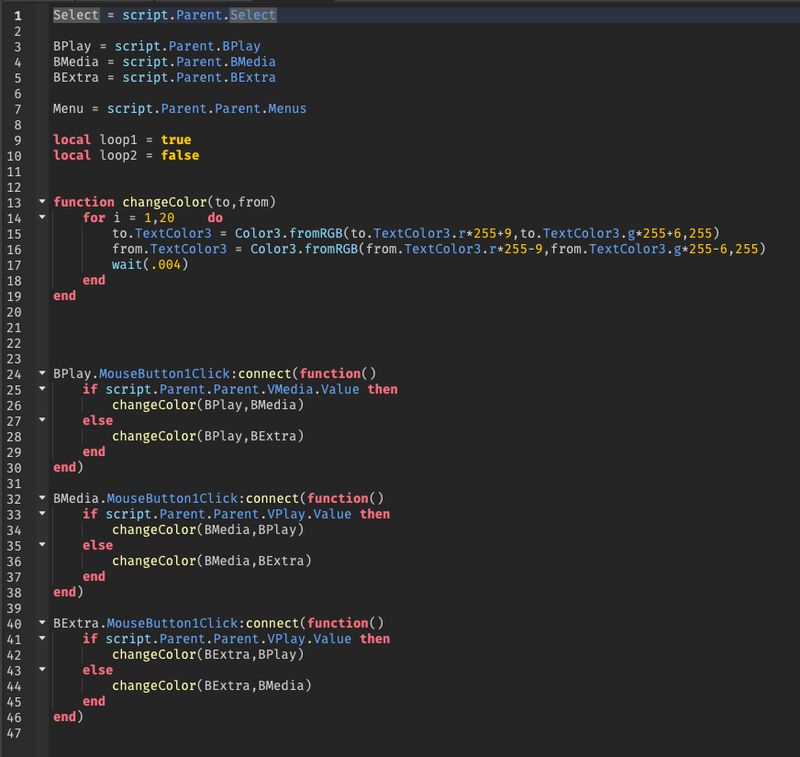 1 Select = script.Parent.Select
2
3 BPlay = script.Parent.BPlay
4 BMedia = script.Parent.BMedia
5 BExtra = script.Parent.BExtra
6
7 Menu = script.Parent.Parent.Menus
8
9 local loop1 = true
10 local loop2 = false
11
12
13 function changeColor(to,from)
14     for i = 1,20    do
15         to.TextColor3 = Color3.fromRGB(to.TextColor3.r*255+9,to.TextColor3.g*255+6,255)
16         from.TextColor3 = Color3.fromRGB(from.TextColor3.r*255-9,from.TextColor3.g*255-6,255)
17         wait(.004)
18     end
19 end
20
21
22
23
24 BPlay.MouseButton1Click:connect(function()
25     if script.Parent.Parent.VMedia.Value then
26         changeColor(BPlay,BMedia)
27     else
28         changeColor(BPlay,BExtra)
29     end
30 end)
31
32 BMedia.MouseButton1Click:connect(function()
33     if script.Parent.Parent.VPlay.Value then
34         changeColor(BMedia,BPlay)
35     else
36         changeColor(BMedia,BExtra)
37     end
38 end)
39
40 BExtra.MouseButton1Click:connect(function()
41     if script.Parent.Parent.VPlay.Value then
42         changeColor(BExtra,BPlay)
43     else
44         changeColor(BExtra,BMedia)
45     end
46 end)
47